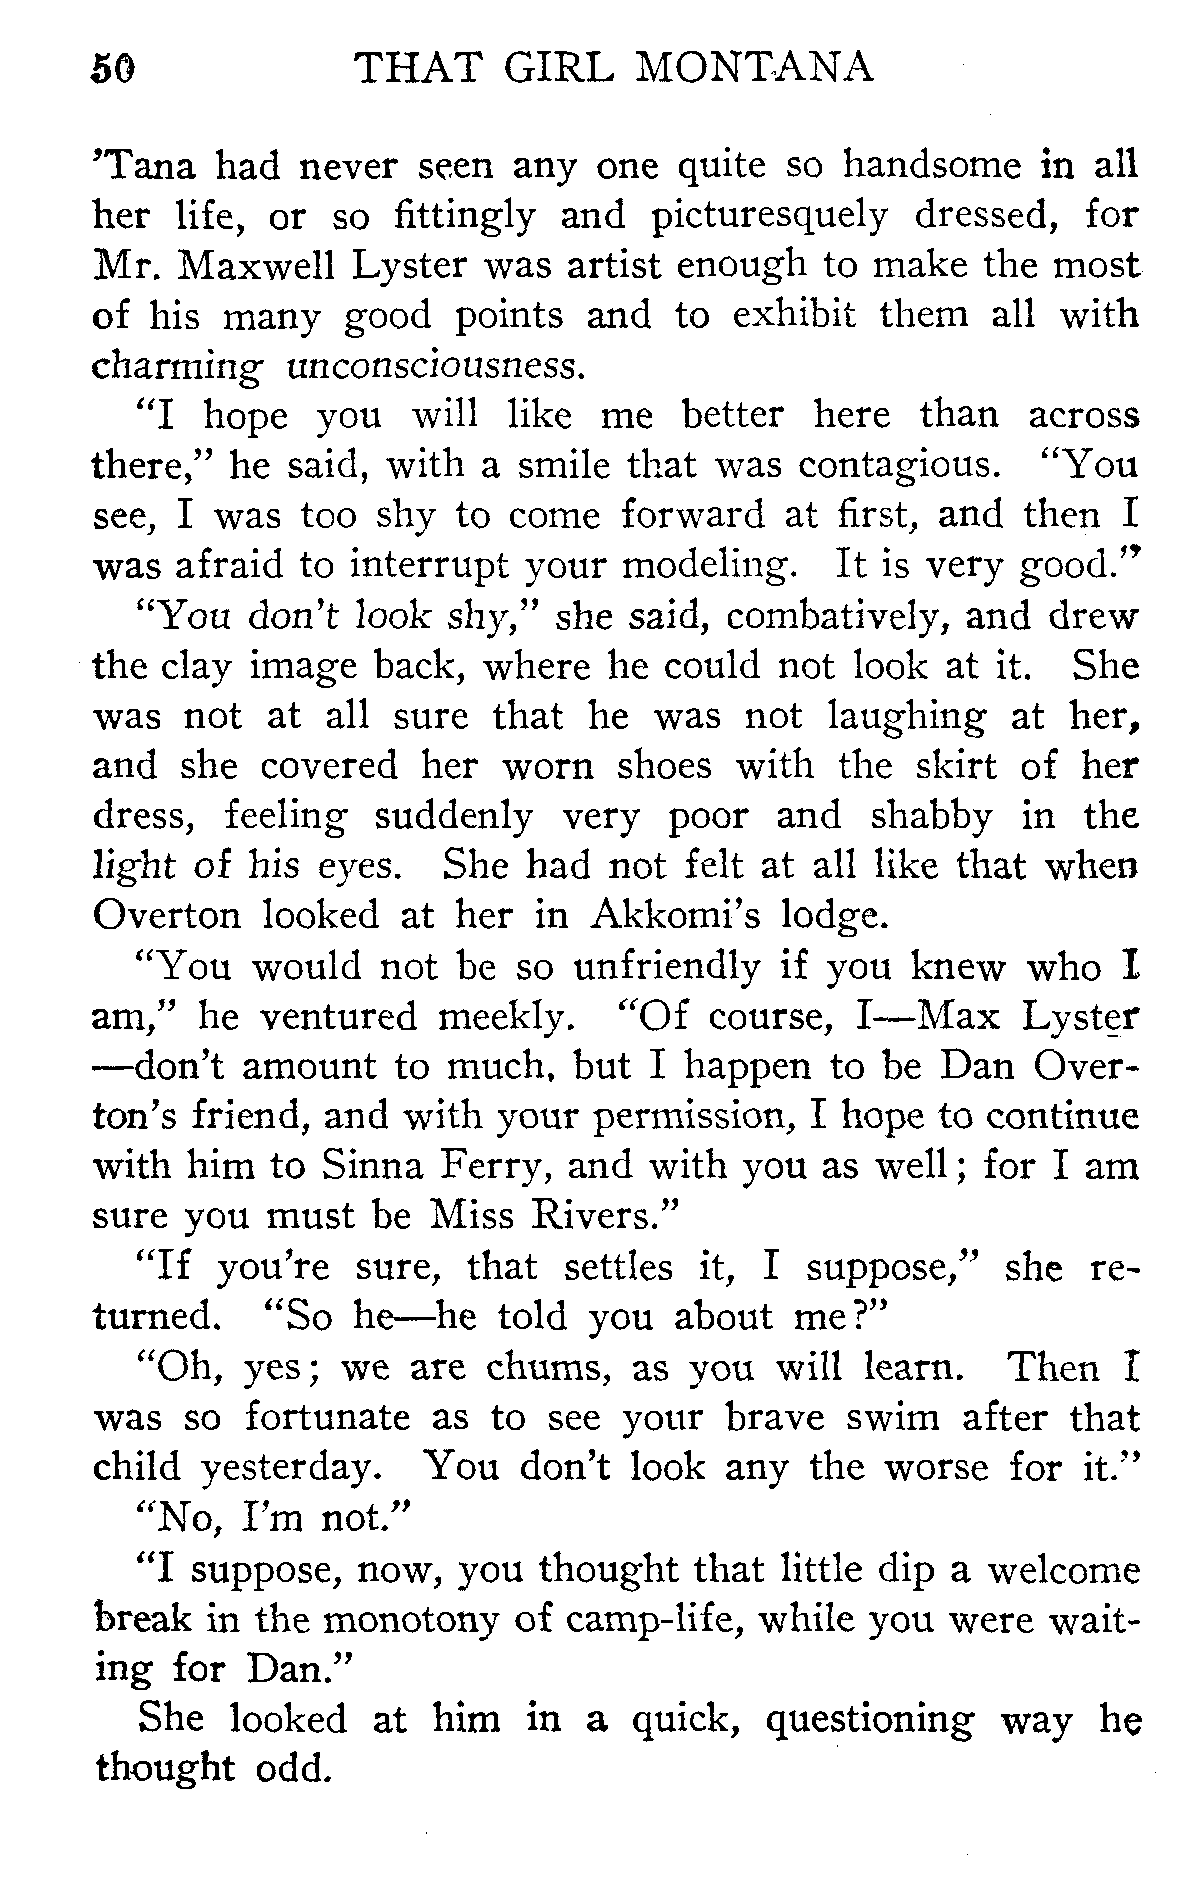 50 THAT GIRL MONTANA
’Tana had never seen any one quite so handsome in all
her life, or so fittingly and picturesquely dressed, for
Mr. Maxwell Lyster was artist enough to make the most
of his many good points and to exhibit them all with
charming unconsciousness.
“I hope you will like me better here than across
there,” he said, with a smile that was contagious. “You
see, I was too shy to come forward at first, and then I
was afraid to interrupt your modeling. It is very good.”
“You don’t look shy,” she said, combatively, and drew
the clay image back, where he could not look at it. She
was not at all sure that he was not laughing at her,
and she covered her worn shoes with the skirt of her
dress, feeling suddenly very poor and shabby in the
light of his eyes. She had not felt at all like that when
Overton looked at her in Akkomi’s lodge.
“You would not be so unfriendly if you knew who I
am,” he ventured meekly. “Of course, I—Max Lyster
—don’t amount to much, but I happen to be Dan Over-
ton’s friend, and with your permission, I hope to continue
with him to Sinna Ferry, and with you as well; for I am
sure you must be Miss Rivers.”
“If you’re sure, that settles it, I suppose,” she re-
turned. “So he—he told you about me?”
“Oh, yes; we are chums, as you will learn. Then I
was so fortunate as to see your brave swim after that
child yesterday. You don’t look any the worse for it.”
“No, I’m not.”
“I suppose, now, you thought that little dip a welcome
break in the monotony of camp-life, while you were wait-
ing for Dan.”
She looked at him in a quick, questioning way he
thought odd.